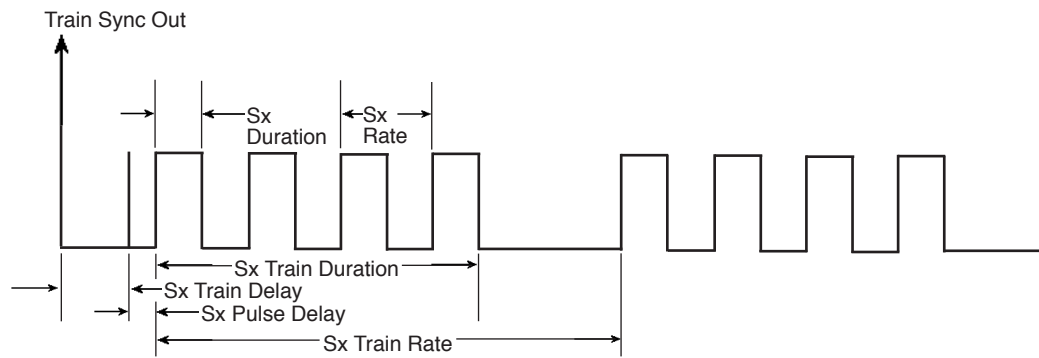 Train Sync Out
Sx
Duration
Sx
Rate
Sx Train Duration
Sx Train Delay
Sx Pulse Delay
Sx Train Rate